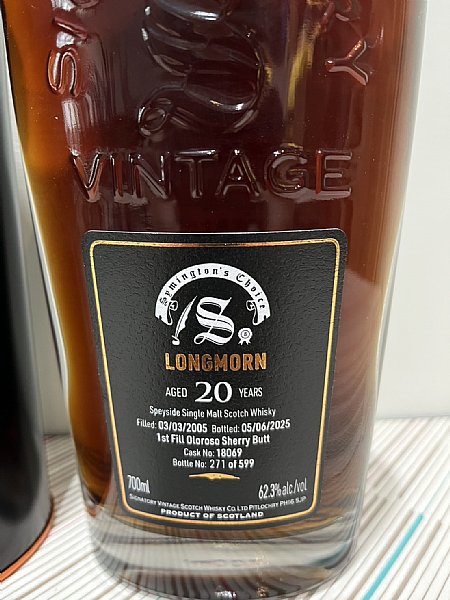 VINTAGE
Symington's Choice
S
LONGMORN
AGED 20 YEARS
Speyside Single Malt Scotch Whisky
Filled: 03/03/2005 Bottled: 05/06/2025
1st Fill Oloroso Sherry Butt
Cask No: 18069
Bottle No: 271 of 599
700ml
62.3%alc/vol
Signatory Vintage Scotch Whisky Co. Ltd Pitlochry PH16 5JP
PRODUCT OF SCOTLAND